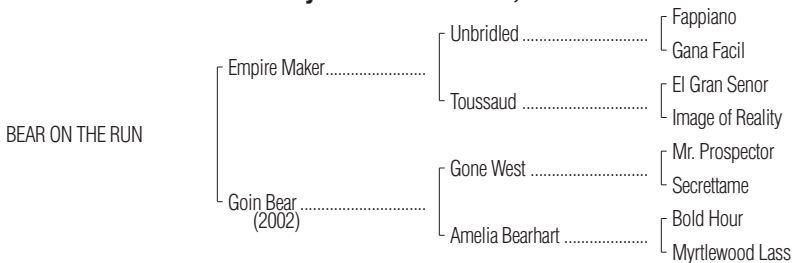 Fappiano
Unbridled
Gana Facil
Empire Maker
El Gran Senor
Toussaud
Image of Reality
BEAR ON THE RUN
Mr. Prospector
Gone West
Secrettame
Goin Bear
(2002)
Bold Hour
Amelia Bearhart
Myrtlewood Lass